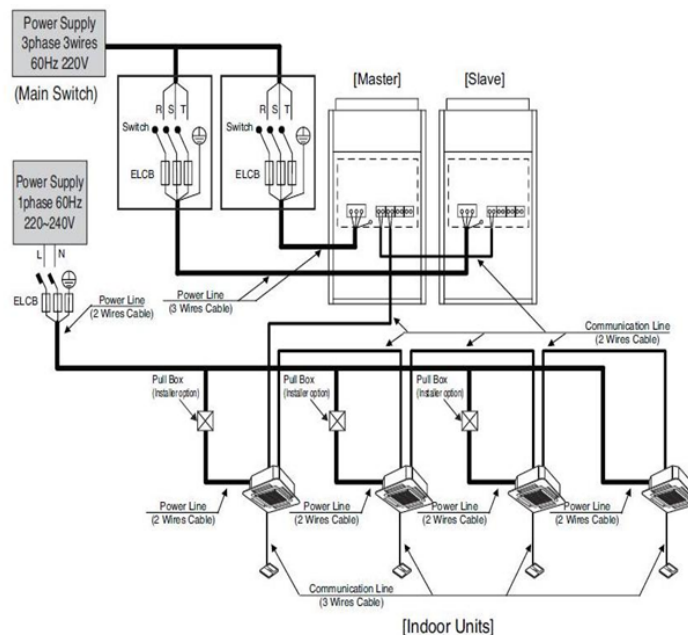 Power Supply
3phase 3wires
60Hz 220V
(Main Switch)
[Master]
[Slave]
R S T
R S T
Switch
Switch
ELCB
ELCB
Power Supply
1phase 60Hz
220~240V
L N
ELCB
Power Line
(2 Wires Cable)
Power Line
(3 Wires Cable)
Communication Line
(2 Wires Cable)
Pull Box
(Installer option)
Pull Box
(Installer option)
Pull Box
(Installer option)
Power Line
(2 Wires Cable)
Power Line
(2 Wires Cable)
Power Line
(2 Wires Cable)
Power Line
(2 Wires Cable)
Communication Line
(3 Wires Cable)
[Indoor Units]